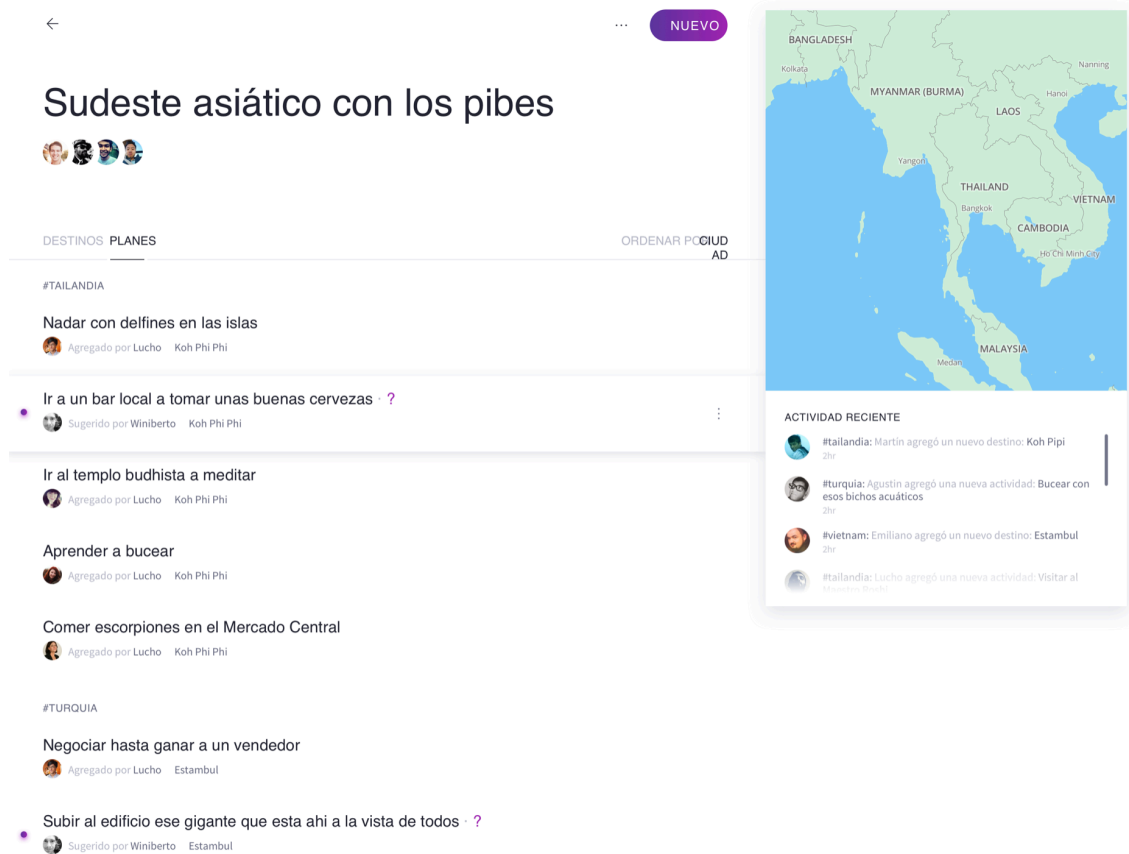 NUEVO
Sudeste asiático con los pibes
DESTINOS PLANES
ORDENAR POR CIUD
AD
#TAILANDIA
Nadar con delfines en las islas
Agregado por Lucho Koh Phi Phi
Ir a un bar local a tomar unas buenas cervezas · ?
Sugerido por Winiberto Koh Phi Phi
Ir al templo budhista a meditar
Agregado por Lucho Koh Phi Phi
Aprender a bucear
Agregado por Lucho Koh Phi Phi
Comer escorpiones en el Mercado Central
Agregado por Lucho Koh Phi Phi
#TURQUIA
Negociar hasta ganar a un vendedor
Agregado por Lucho Estambul
Subir al edificio ese gigante que esta ahi a la vista de todos · ?
Sugerido por Winiberto Estambul
BANGLADESH
Kolkata
Nanning
MYANMAR (BURMA)
Hanoi
LAOS
Yangon
THAILAND
VIETNAM
Bangkok
CAMBODIA
Ho Chi Minh City
MALAYSIA
Medan
ACTIVIDAD RECIENTE
#tailandia: Martín agregó un nuevo destino: Koh Pipi
2hr
#turquia: Agustin agregó una nueva actividad: Bucear con
esos bichos acuáticos
2hr
#vietnam: Emiliano agregó un nuevo destino: Estambul
2hr
#tailandia: Lucho agregó una nueva actividad: Visitar al
Maestro Roshi